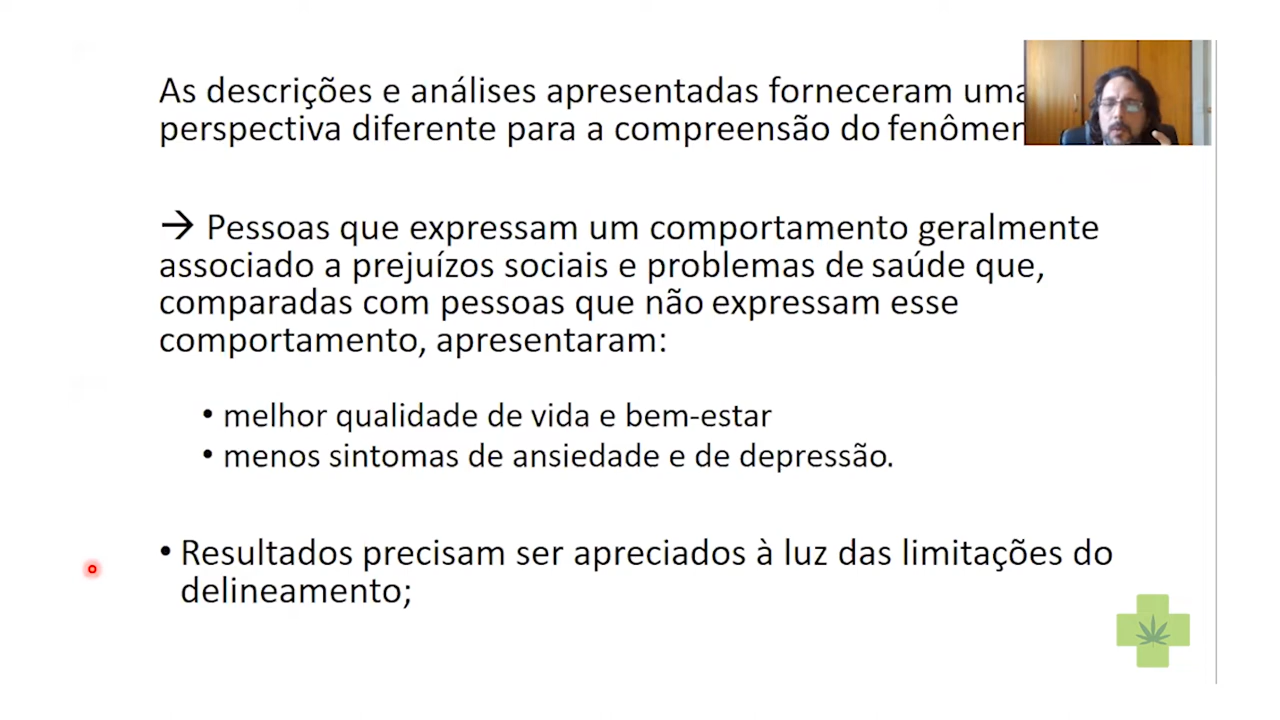 As descrições e análises apresentadas forneceram uma
perspectiva diferente para a compreensão do
→ Pessoas que expressam um comportamento geralmente
associado a prejuízos sociais e problemas de saúde que,
comparadas com pessoas que não expressam esse
comportamento, apresentaram:
• melhor qualidade de vida e bem-estar
• menos sintomas de ansiedade e de depressão.
• Resultados precisam ser apreciados à luz das limitações do
delineamento;